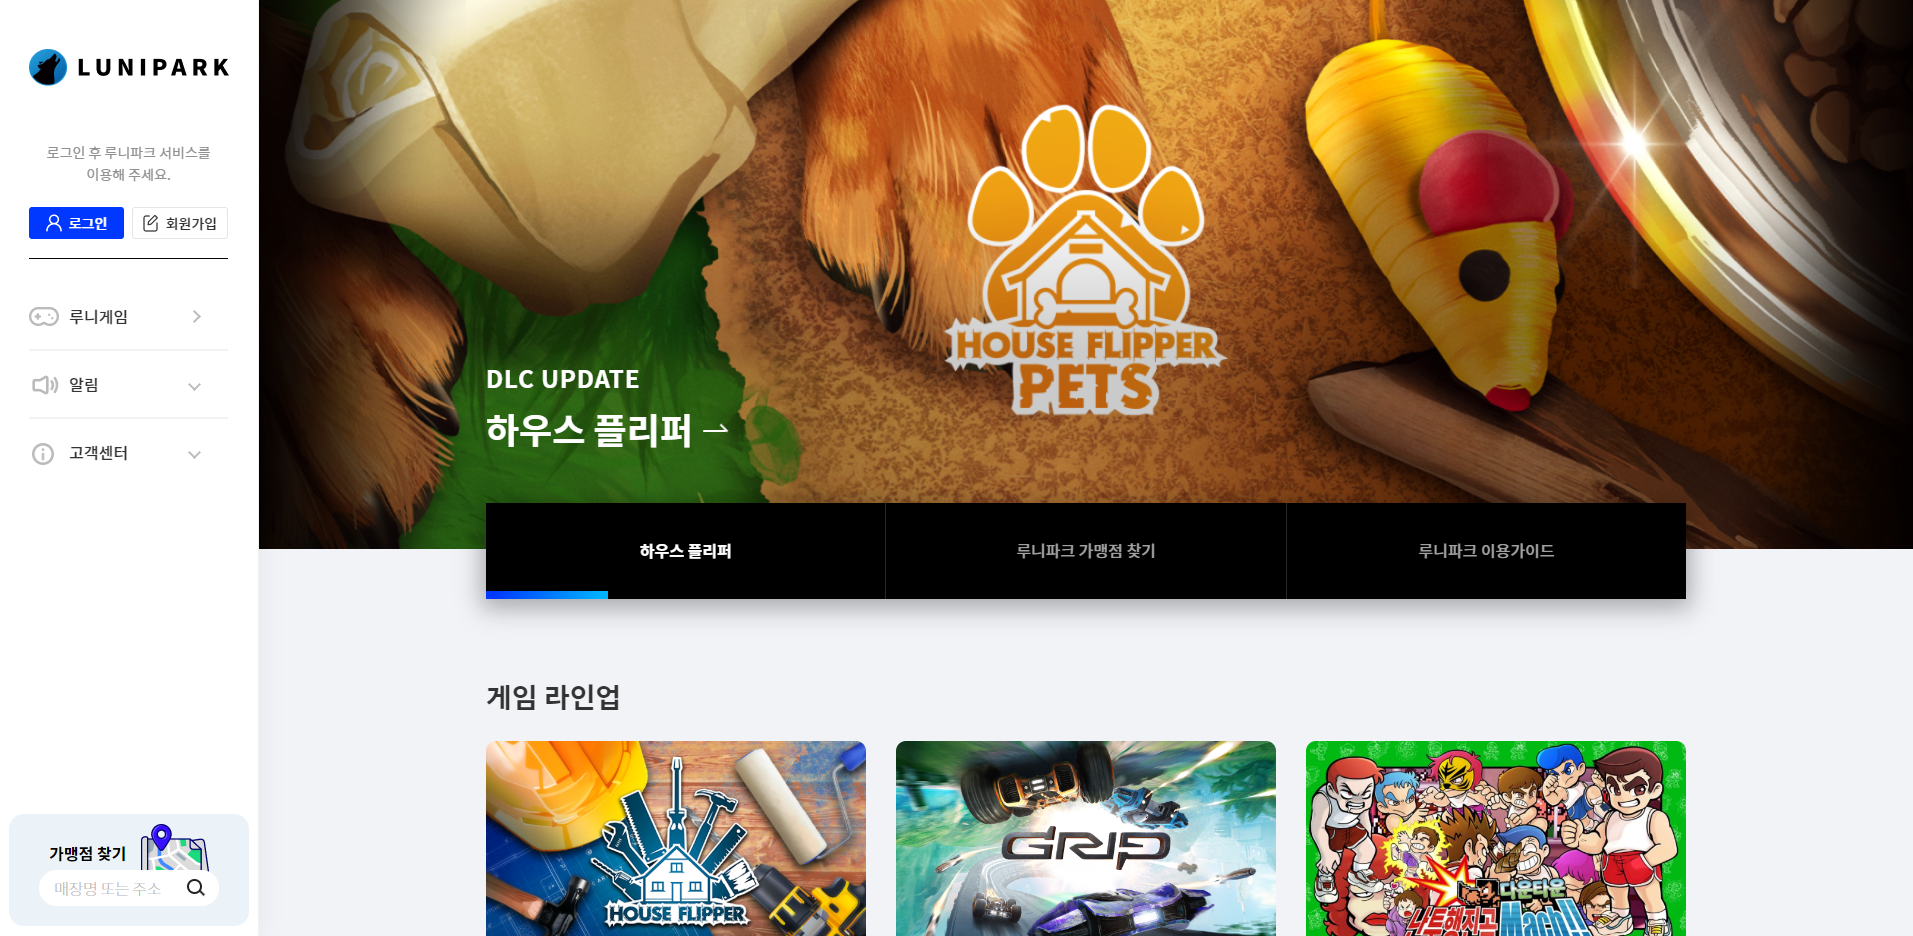 LUNIPARK
로그인 후 루니파크 서비스를
이용해 주세요.
로그인
회원가입
루니게임
알림
고객센터
가맹점 찾기
매장명 또는 주소
HOUSE FLIPPER
PETS
DLC UPDATE
하우스 플리퍼
하우스 플리퍼
루니파크 가맹점 찾기
루니파크 이용가이드
게임 라인업
HOUSE FLIPPER
GRIP
다운타운
난투행진곡
Mach!!